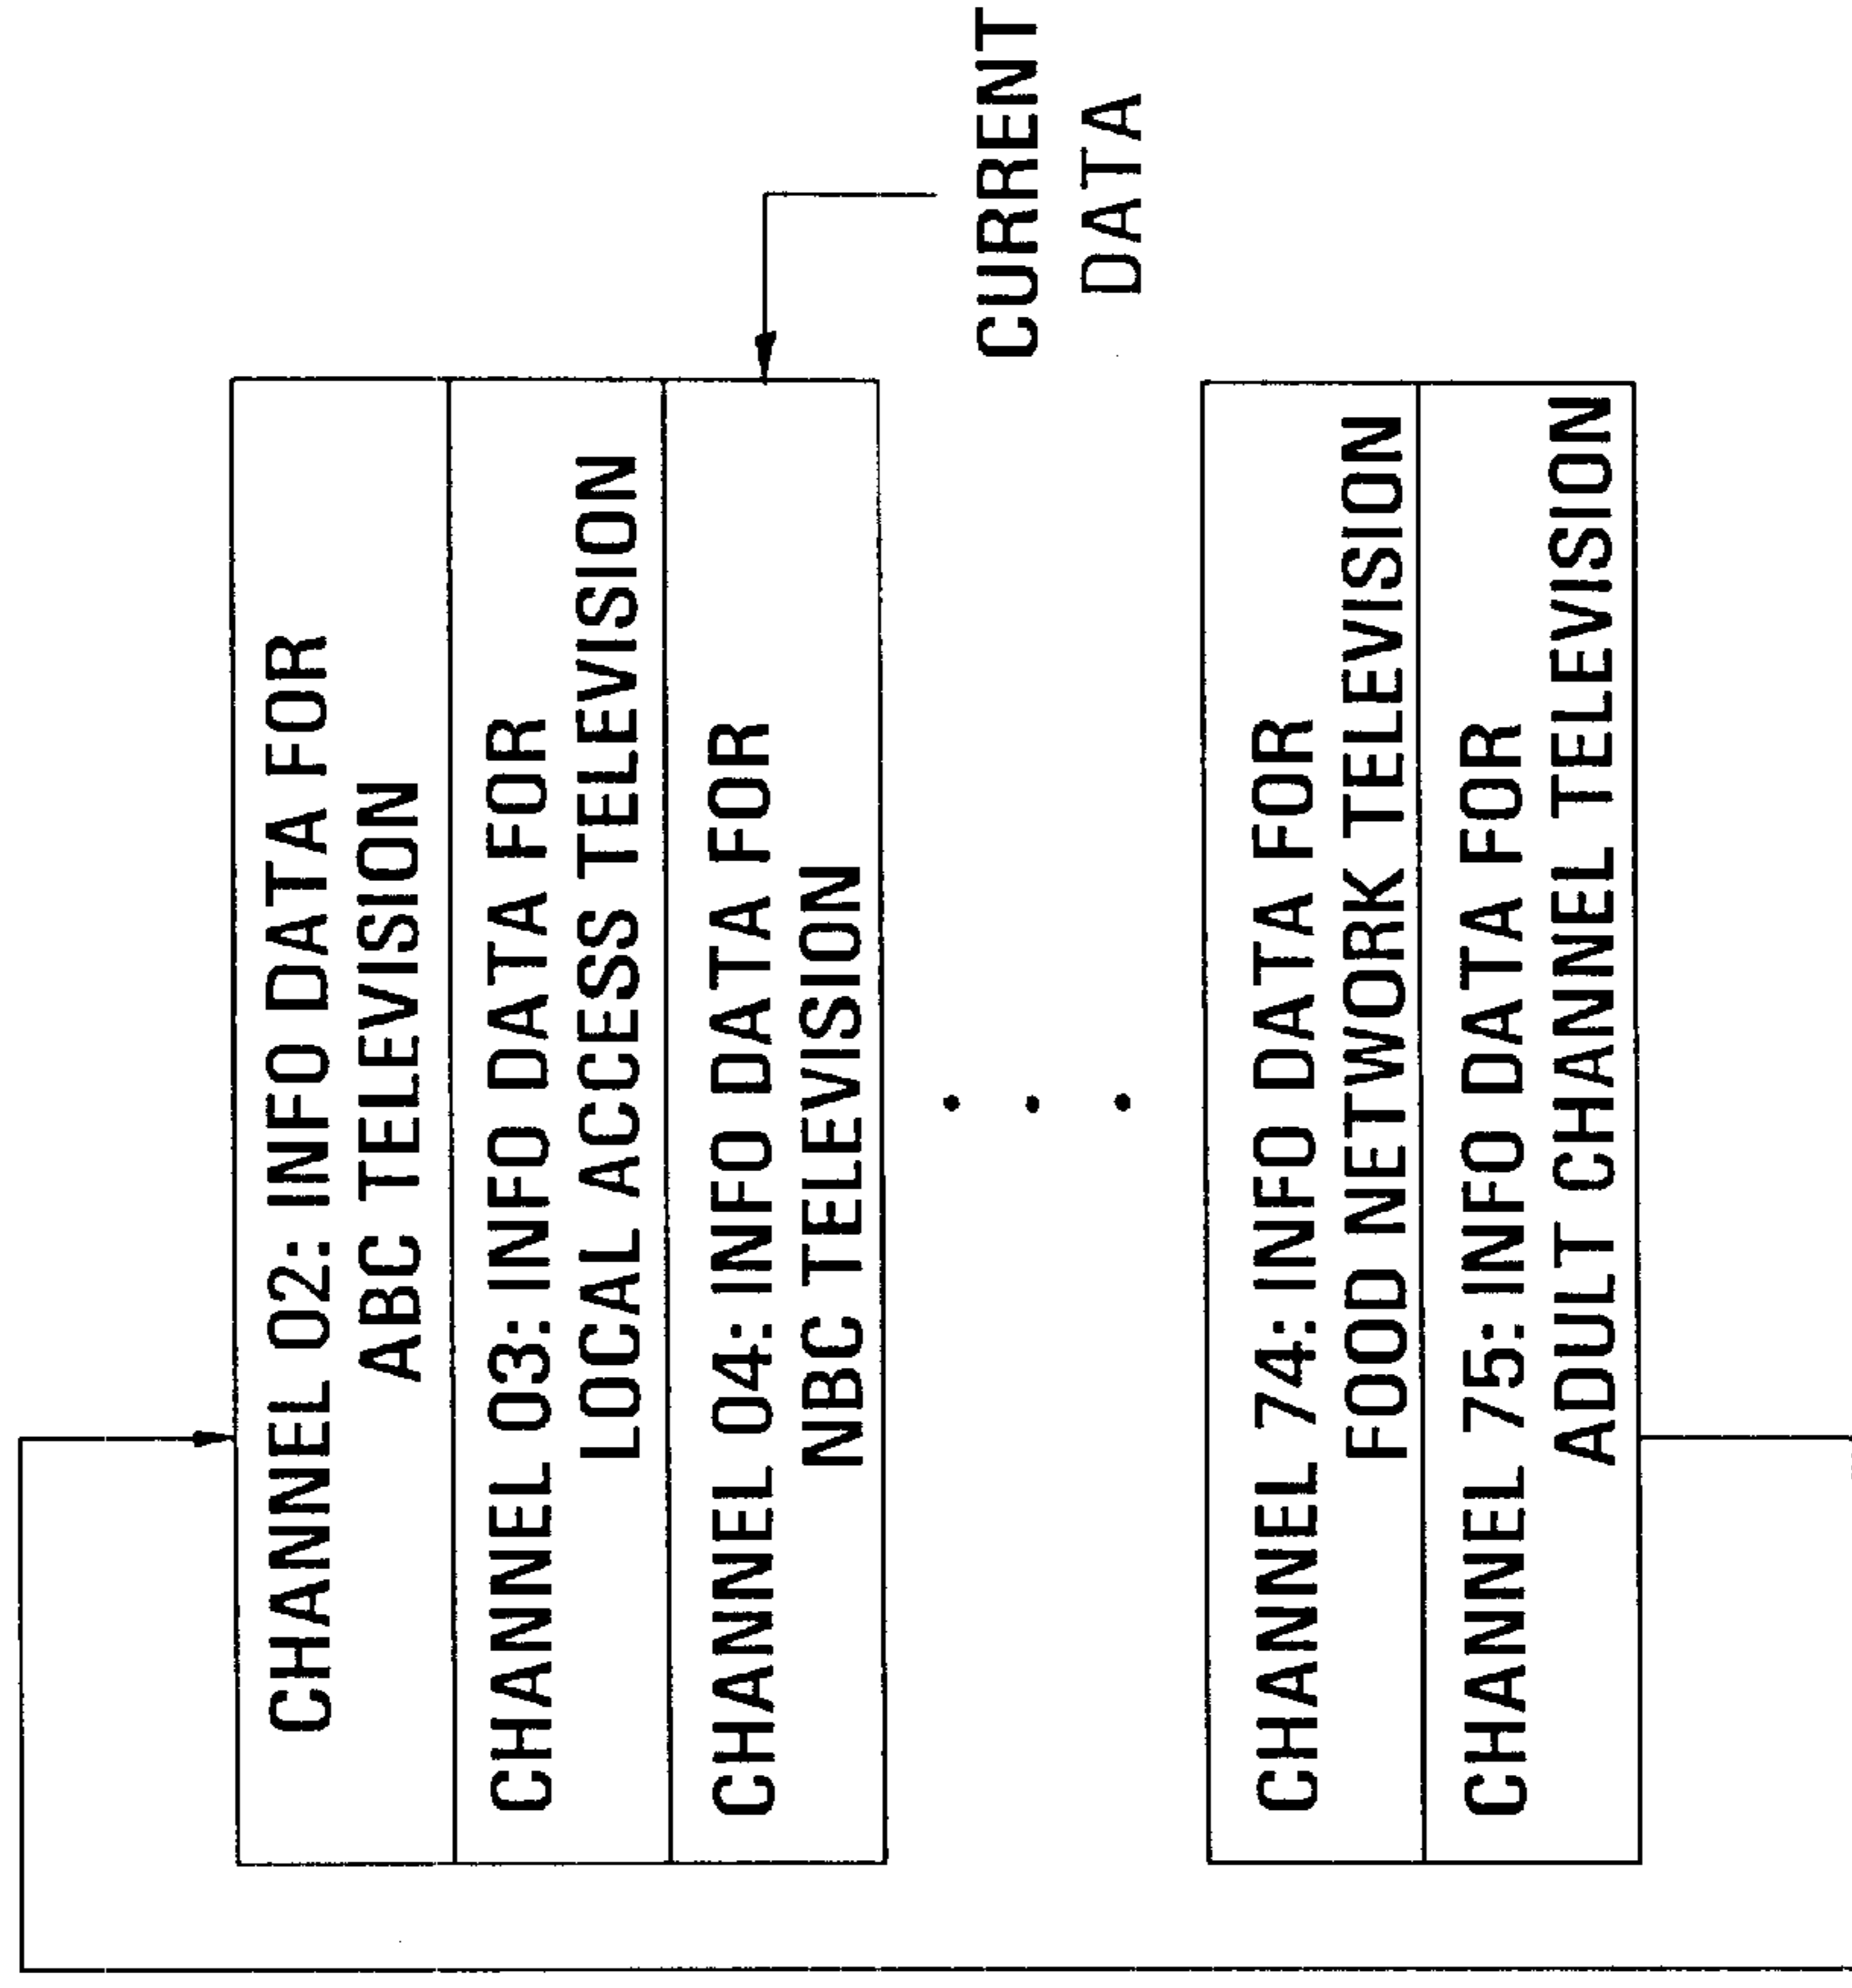 CHANNEL 02: INFO DATA FOR
ABC TELEVISION
CHANNEL 03: INFO DATA FOR
LOCAL ACCESS TELEVISION
CHANNEL 04: INFO DATA FOR
NBC TELEVISION
CURRENT
DATA
CHANNEL 74: INFO DATA FOR
FOOD NETWORK TELEVISION
CHANNEL 75: INFO DATA FOR
ADULT CHANNEL TELEVISION